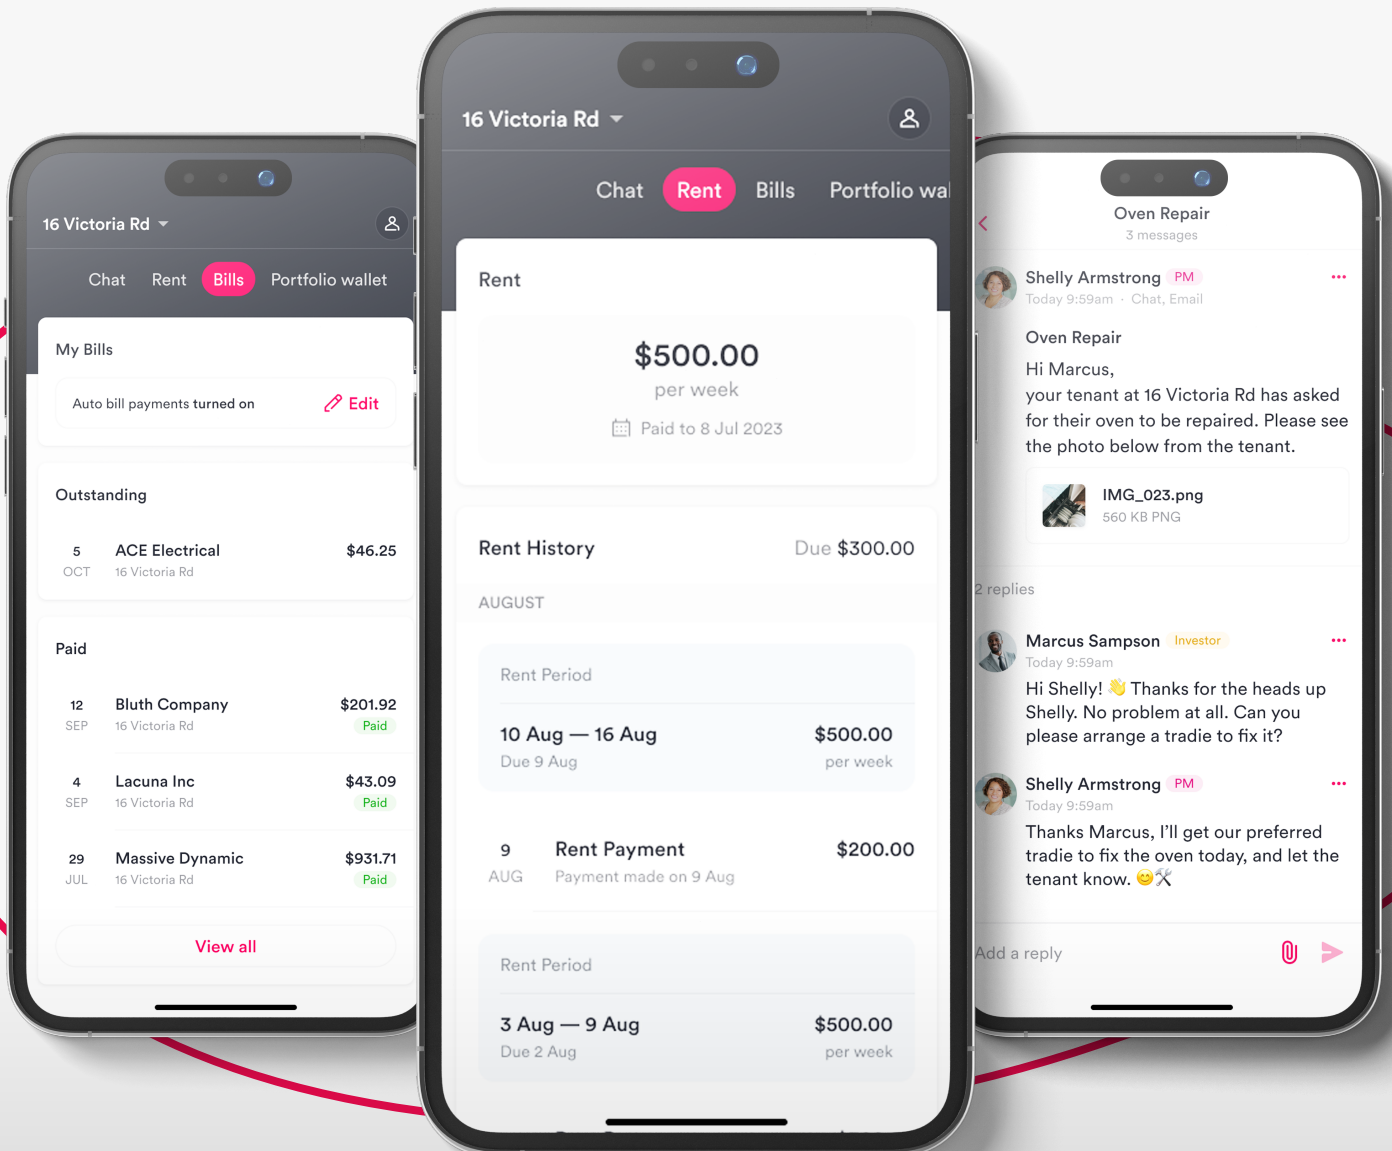 16 Victoria Rd
Chat Rent Bills Portfolio wallet
My Bills
Auto bill payments turned on Edit
Outstanding
5 ACE Electrical $46.25
OCT 16 Victoria Rd
Paid
12 Bluth Company $201.92
SEP 16 Victoria Rd Paid
4 Lacuna Inc $43.09
SEP 16 Victoria Rd Paid
29 Massive Dynamic $931.71
JUL 16 Victoria Rd Paid
View all
16 Victoria Rd
Chat Rent Bills Portfolio wal
Rent
$500.00
per week
Paid to 8 Jul 2023
Rent History Due $300.00
AUGUST
Rent Period
10 Aug — 16 Aug $500.00
Due 9 Aug per week
9 Rent Payment $200.00
AUG Payment made on 9 Aug
Rent Period
3 Aug — 9 Aug $500.00
Due 2 Aug per week
Oven Repair
3 messages
Shelly Armstrong PM
Today 9:59am · Chat, Email
Oven Repair
Hi Marcus,
your tenant at 16 Victoria Rd has asked
for their oven to be repaired. Please see
the photo below from the tenant.
IMG_023.png
560 KB PNG
2 replies
Marcus Sampson Investor
Today 9:59am
Hi Shelly! 👋 Thanks for the heads up
Shelly. No problem at all. Can you
please arrange a tradie to fix it?
Shelly Armstrong PM
Today 9:59am
Thanks Marcus, I’ll get our preferred
tradie to fix the oven today, and let the
tenant know. 😊🛠
Add a reply